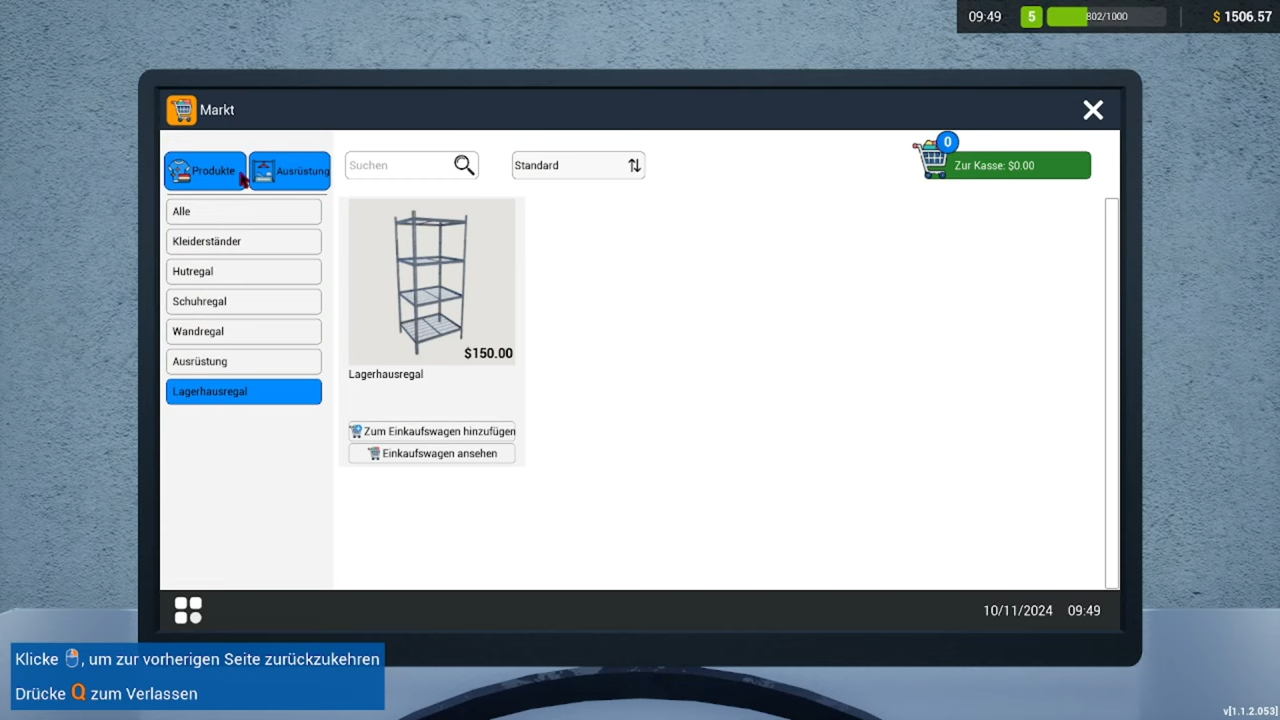 09:49 5 802/1000 $ 1506.57
Markt
Produkte Ausrüstung Suchen Standard 0 Zur Kasse: $0.00
Alle
Kleiderständer
Hutregal
Schuhregal
Wandregal
Ausrüstung
Lagerhausregal
$150.00
Lagerhausregal
Zum Einkaufswagen hinzufügen
Einkaufswagen ansehen
10/11/2024 09:49
Klicke , um zur vorherigen Seite zurückzukehren
Drücke Q zum Verlassen
v[1.1.2.053]